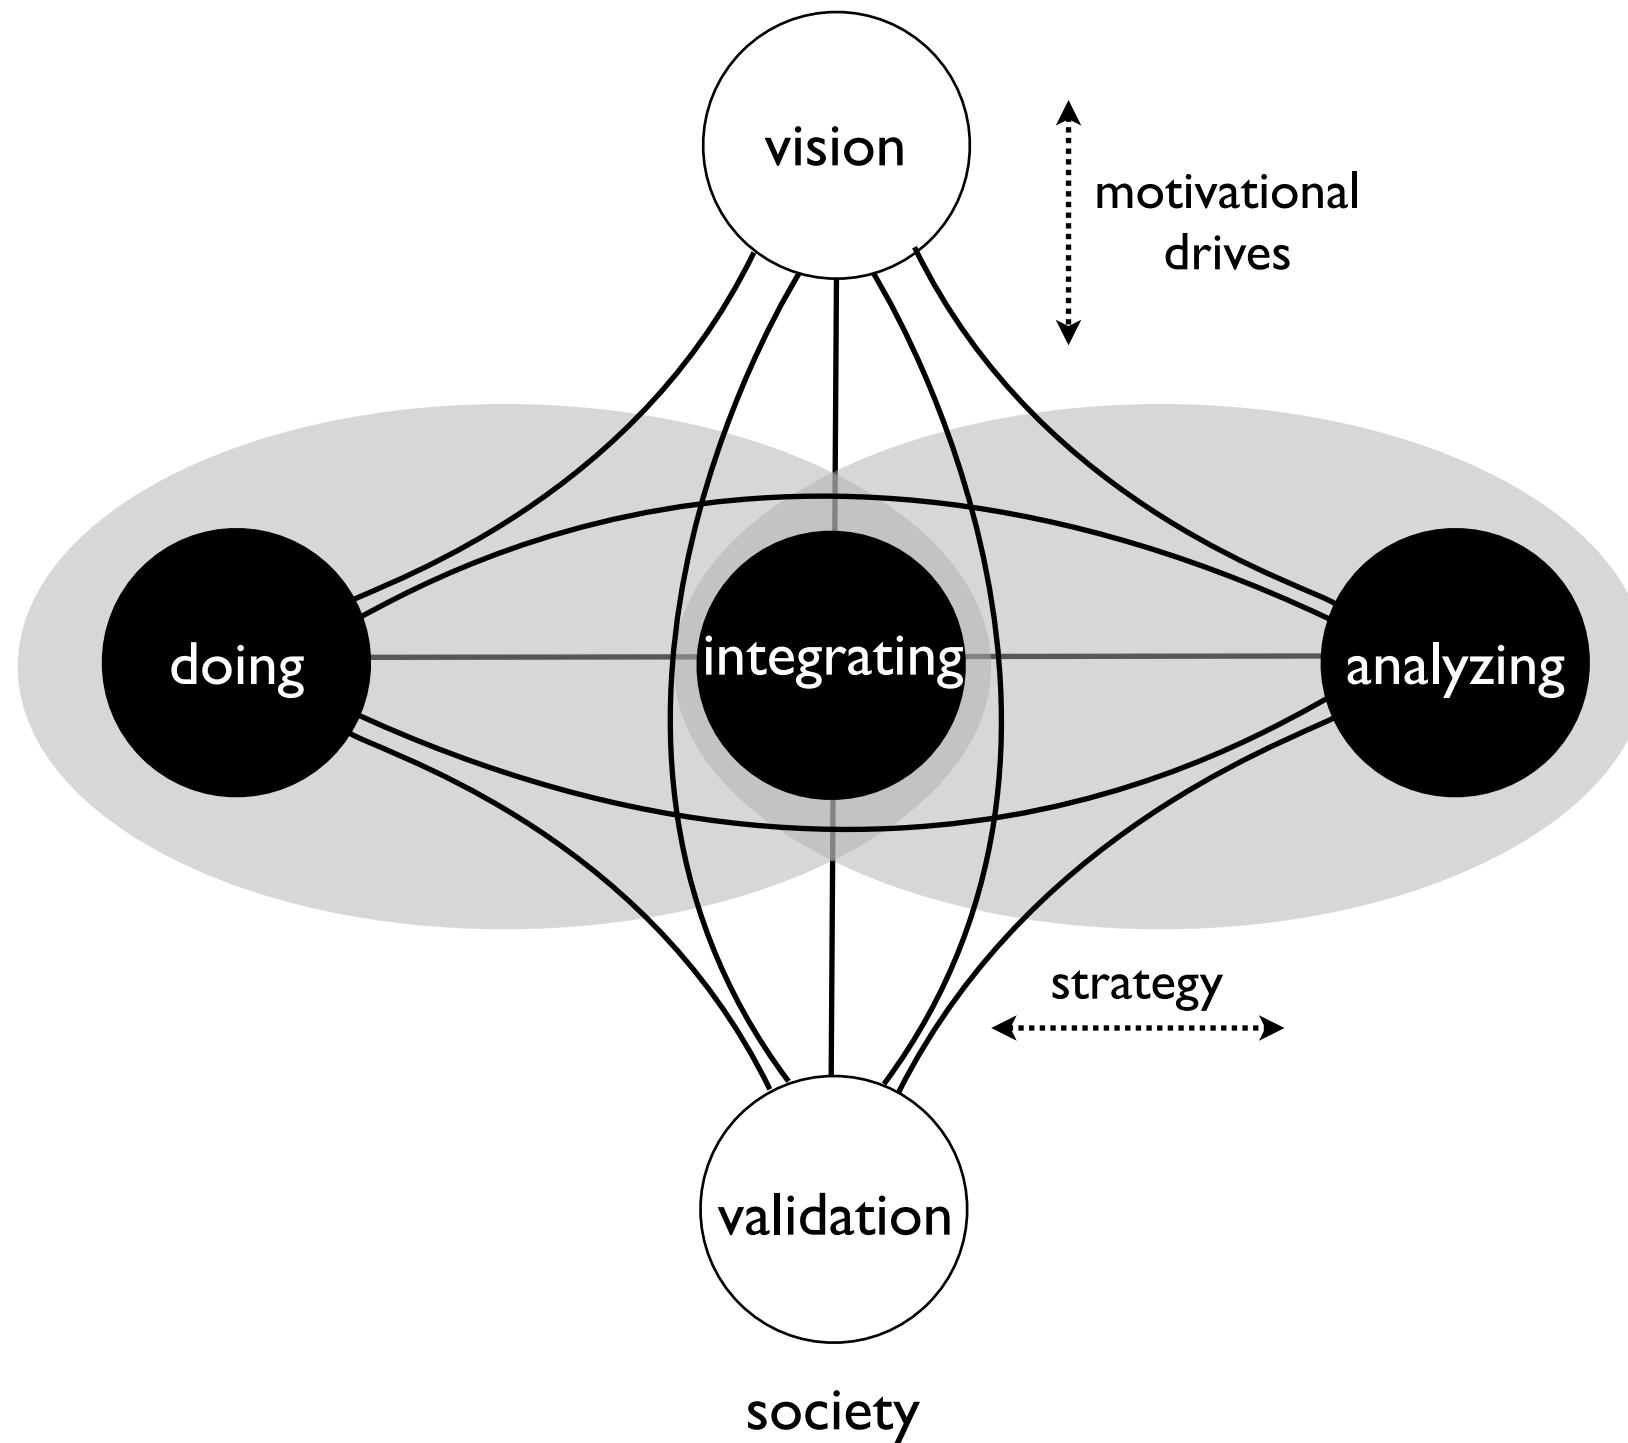 vision
motivational
drives
doing
integrating
analyzing
strategy
validation
society